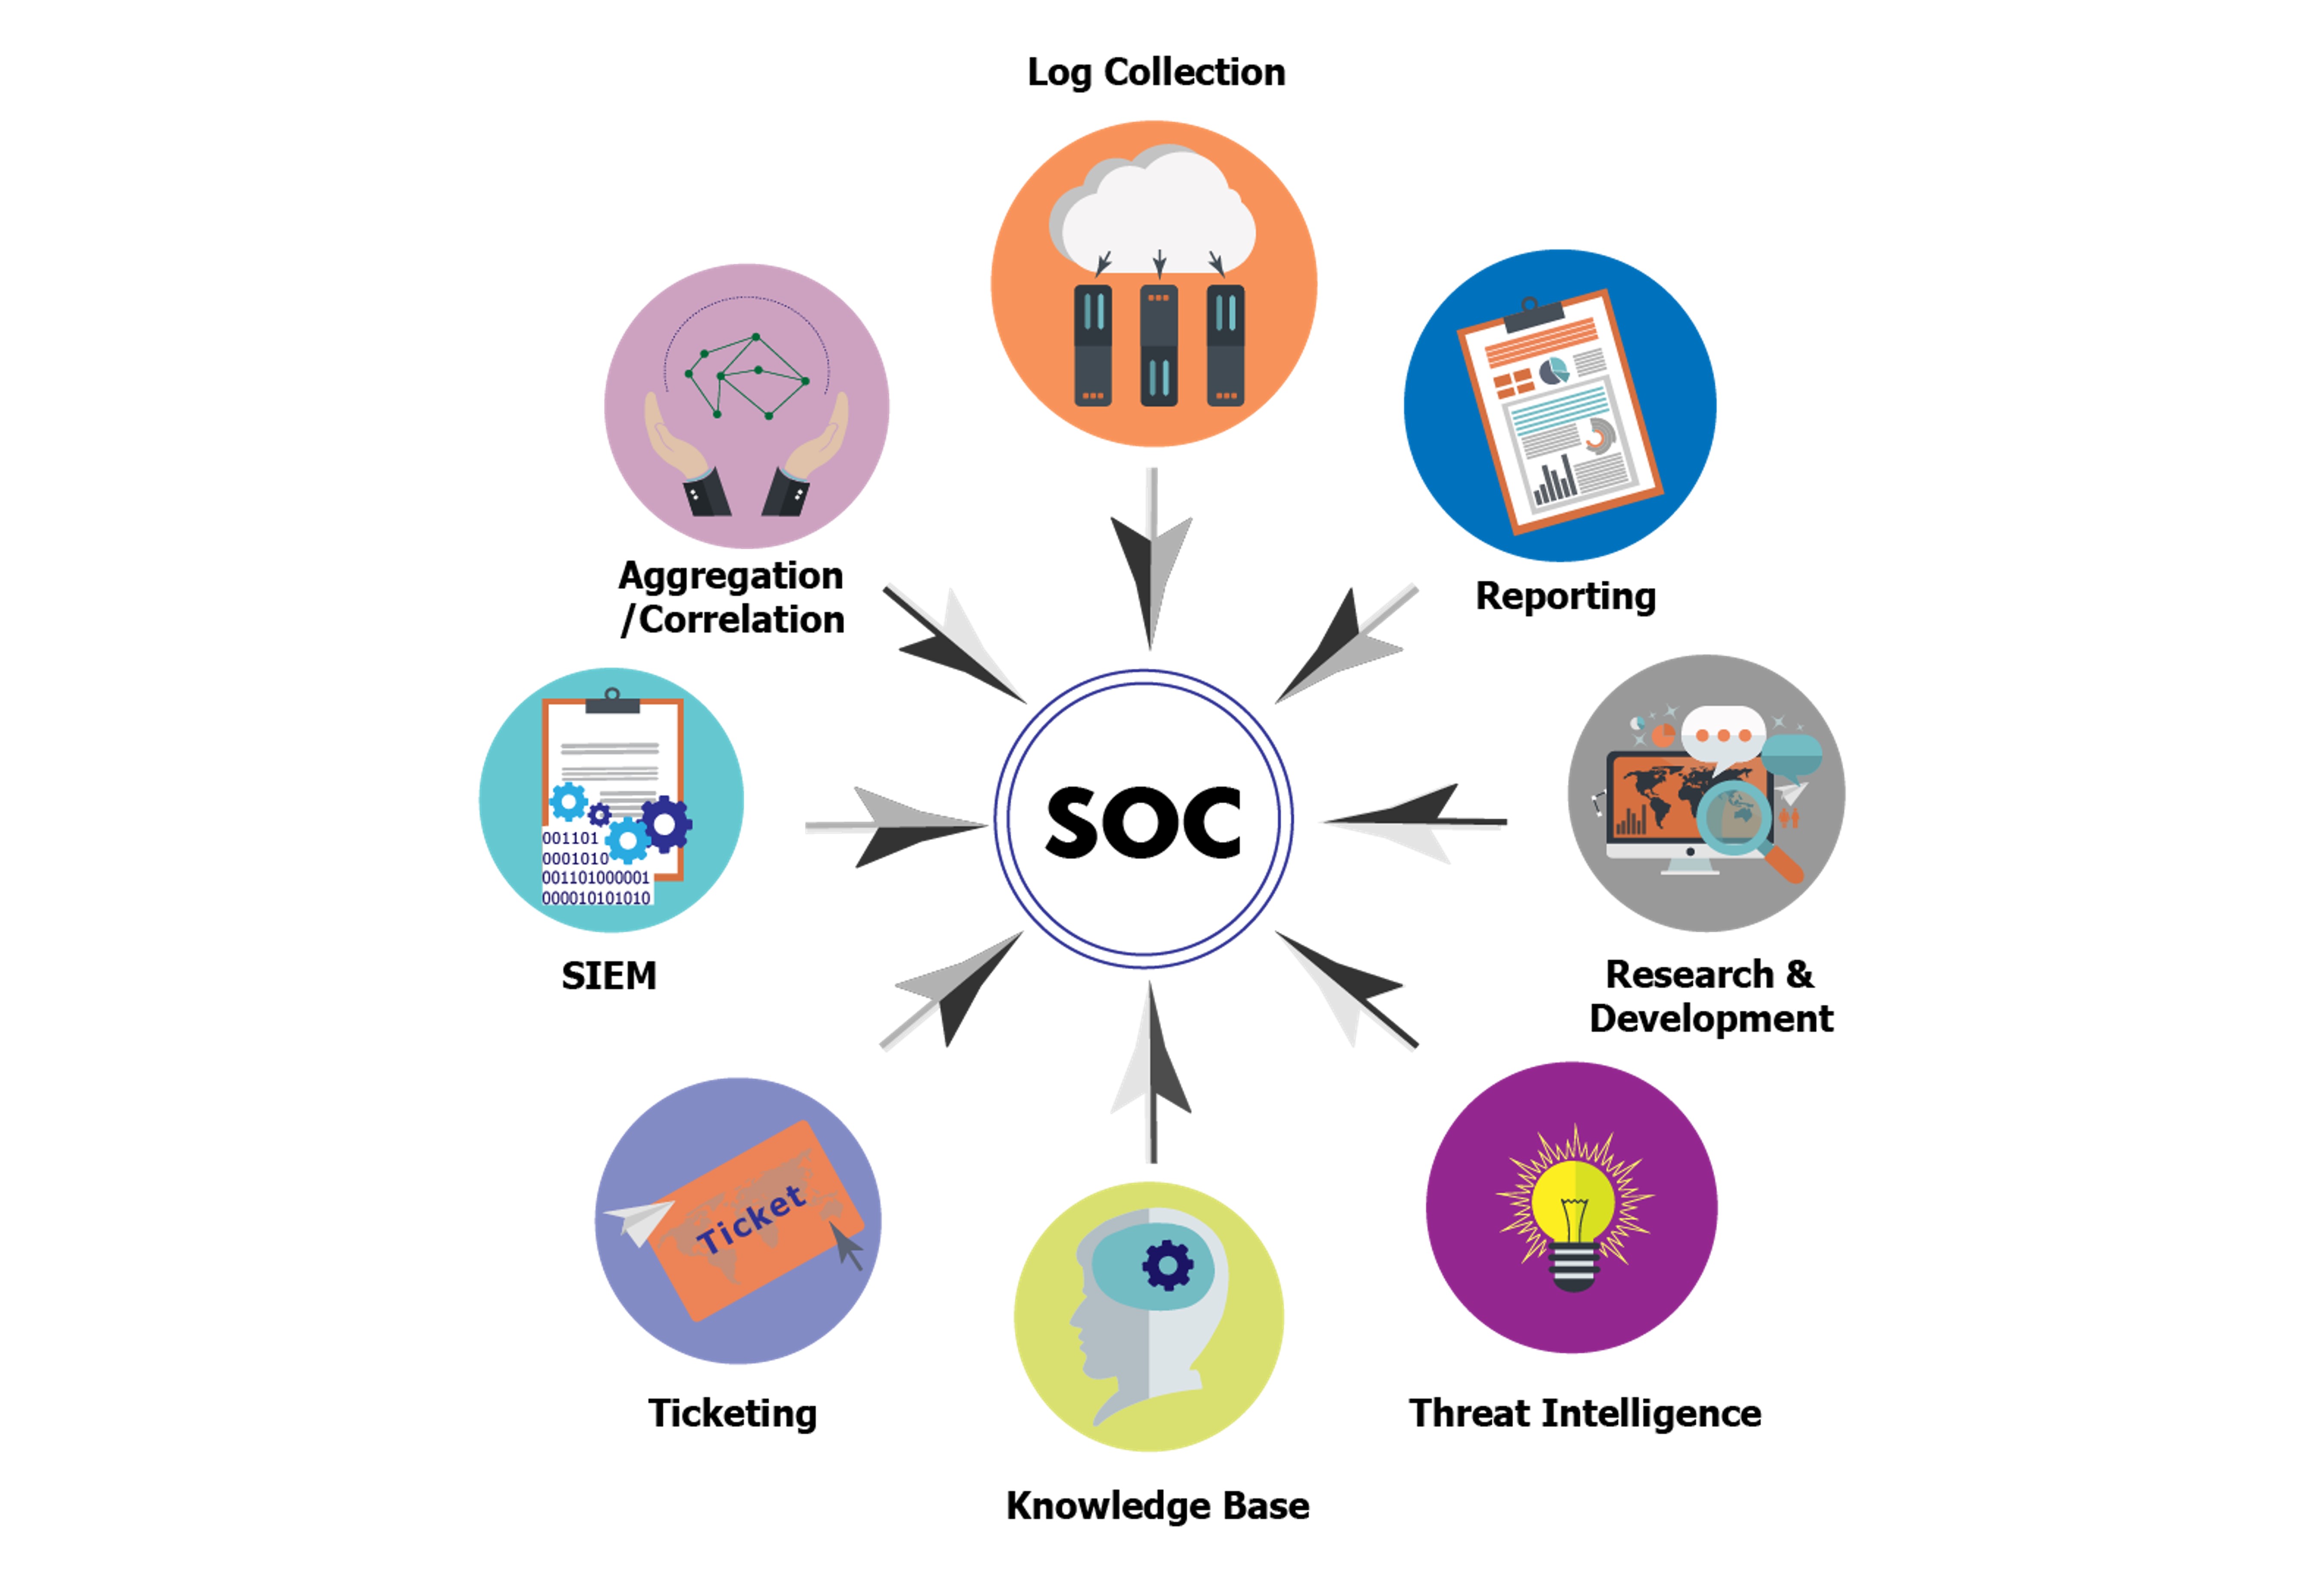 Log Collection
Aggregation
/Correlation
Reporting
SOC
SIEM
001101
0001010
001101000001
000010101010
Research &
Development
Ticket
Ticketing
Threat Intelligence
Knowledge Base